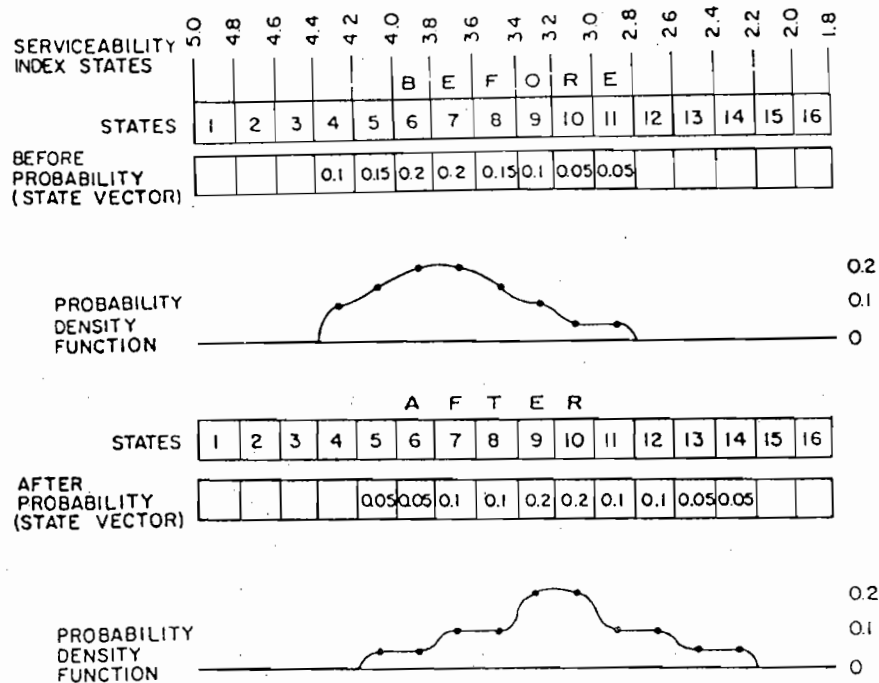 5.0 4.8 4.6 4.4 4.2 4.0 3.8 3.6 3.4 3.2 3.0 2.8 2.6 2.4 2.2 2.0 1.8
SERVICEABILITY
INDEX STATES
B E F O R E
STATES 1 2 3 4 5 6 7 8 9 10 11 12 13 14 15 16
BEFORE
PROBABILITY
(STATE VECTOR)
0.1 0.15 0.2 0.2 0.15 0.1 0.05 0.05
PROBABILITY
DENSITY
FUNCTION
0.2
0.1
0
A F T E R
STATES 1 2 3 4 5 6 7 8 9 10 11 12 13 14 15 16
AFTER
PROBABILITY
(STATE VECTOR)
0.05 0.05 0.1 0.1 0.2 0.2 0.1 0.1 0.05 0.05
PROBABILITY
DENSITY
FUNCTION
0.2
0.1
0